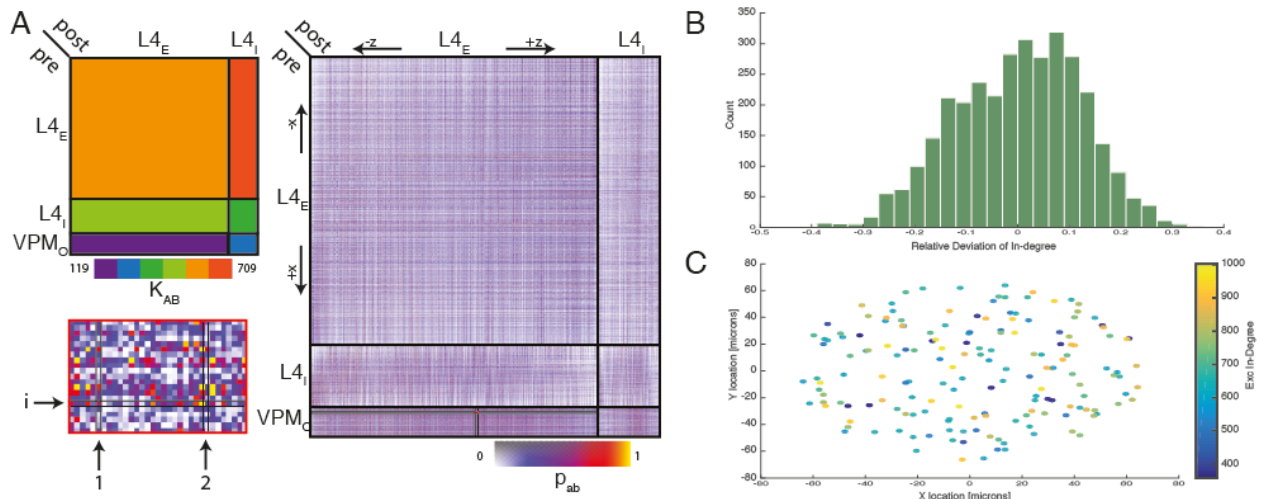 A
post
pre
L4E
L4I
L4E
L4I
VPMO
119
709
KAB
i
1
2
post
pre
-z
L4E
+z
L4I
-x
L4E
+x
L4I
VPMO
0
1
pab
B
350
300
250
200
150
100
50
0
Count
-0.5
-0.4
-0.3
-0.2
-0.1
0
0.1
0.2
0.3
0.4
Relative Deviation of In-degree
C
80
60
40
20
0
-20
-40
-60
-80
Y location [microns]
-80
-60
-40
-20
0
20
40
60
80
X location [microns]
1000
900
800
700
600
500
400
Exc In-Degree